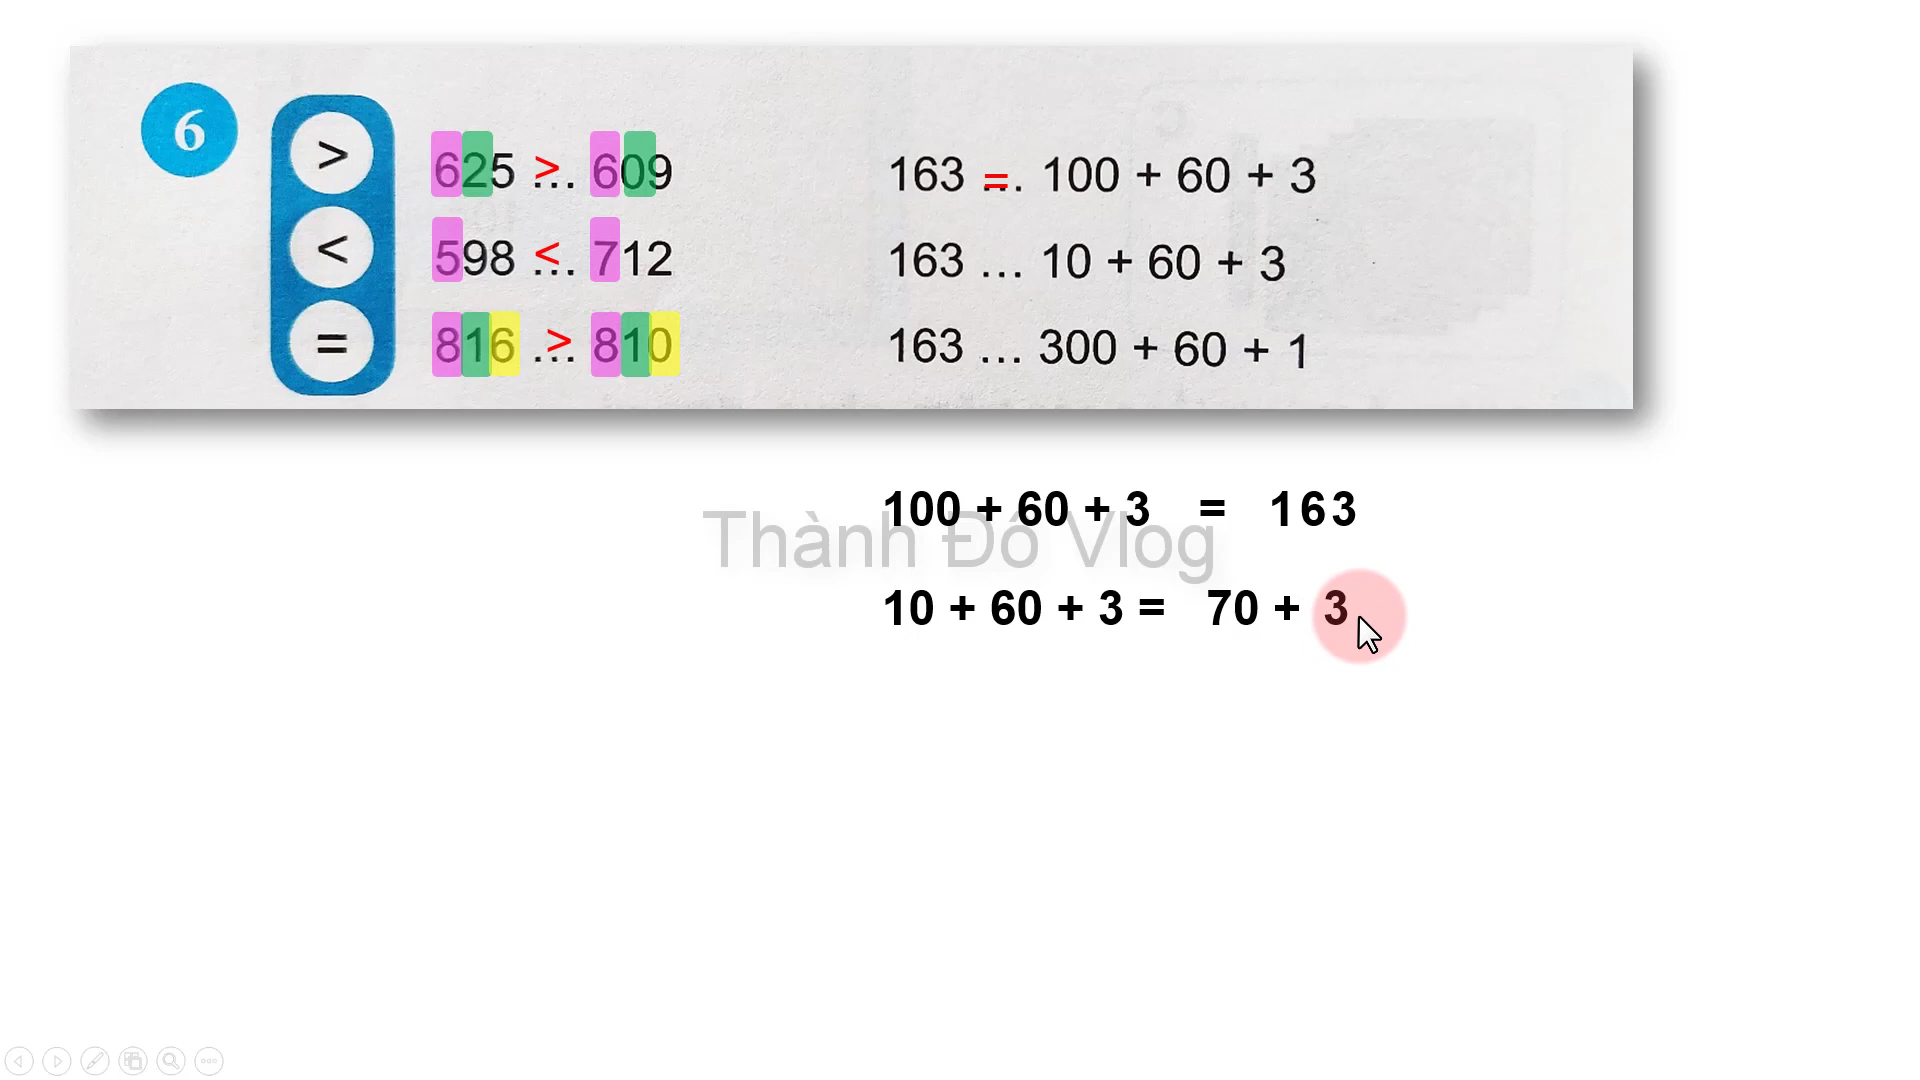 6
>
<
=
625 >... 609
598 <... 712
816 ...> 810
163 =... 100 + 60 + 3
163 ... 10 + 60 + 3
163 ... 300 + 60 + 1
100 + 60 + 3 = 163
Thành Đô Vlog
10 + 60 + 3 = 70 + 3